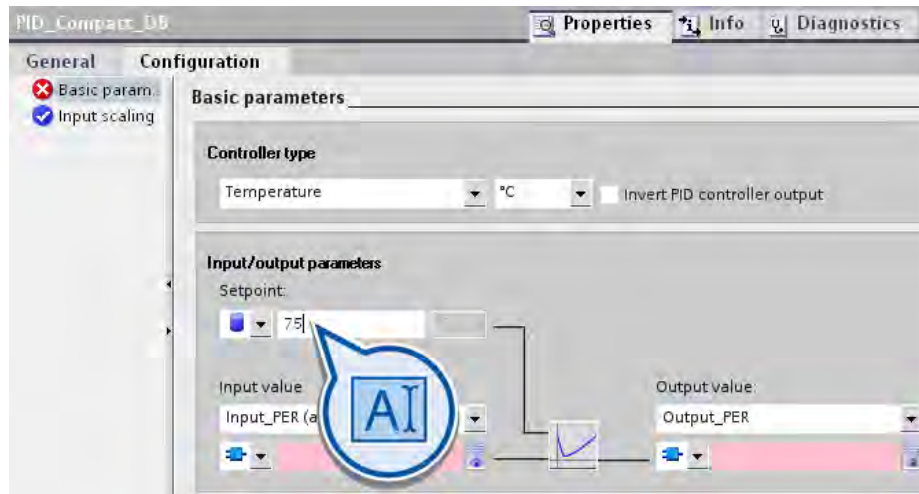 PID_Compact_DB
Properties
Info
Diagnostics
General
Configuration
Basic param.
Input scaling
Basic parameters
Controller type
Temperature
°C
Invert PID controller output
Input/output parameters
Setpoint:
75
Input value
Output value:
Input_PER (a
Output_PER
AI